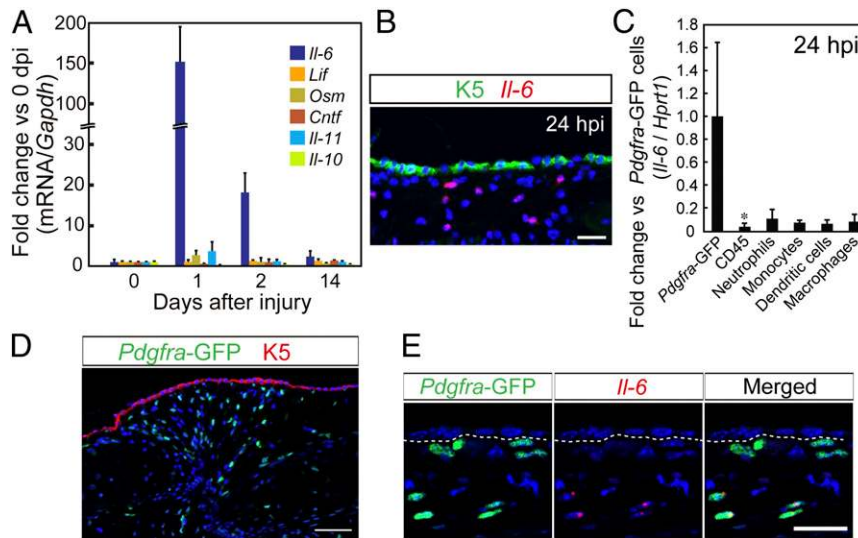 A
Fold change vs 0 dpi
(mRNA/Gapdh)
200
150
100
30
20
10
0
Il-6
Lif
Osm
Cntf
Il-11
Il-10
0 1 2 14
Days after injury
B
K5 Il-6
24 hpi
C
Fold change vs Pdgfra-GFP cells
(Il-6 / Hprt1)
24 hpi
1.8
1.6
1.4
1.2
1.0
0.8
0.6
0.4
0.2
0
*
Pdgfra-GFP
CD45
Neutrophils
Monocytes
Dendritic cells
Macrophages
D
Pdgfra-GFP K5
E
Pdgfra-GFP Il-6 Merged